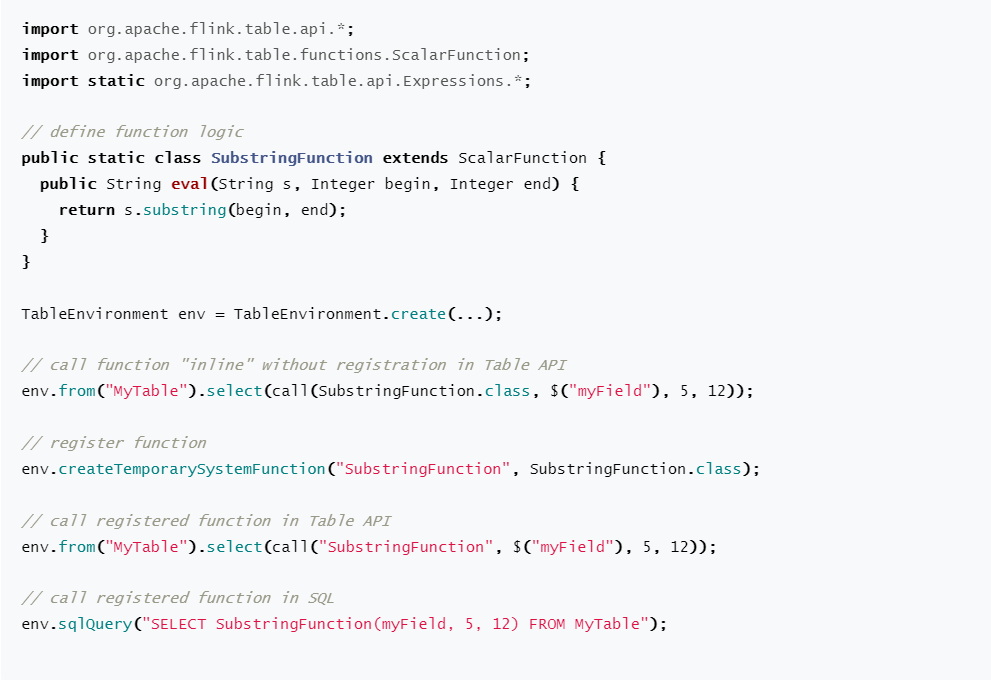 import org.apache.flink.table.api.*;
import org.apache.flink.table.functions.ScalarFunction;
import static org.apache.flink.table.api.Expressions.*;
// define function logic
public static class SubstringFunction extends ScalarFunction {
  public String eval(String s, Integer begin, Integer end) {
    return s.substring(begin, end);
  }
}
TableEnvironment env = TableEnvironment.create(...);
// call function "inline" without registration in Table API
env.from("MyTable").select(call(SubstringFunction.class, $("myField"), 5, 12));
// register function
env.createTemporarySystemFunction("SubstringFunction", SubstringFunction.class);
// call registered function in Table API
env.from("MyTable").select(call("SubstringFunction", $("myField"), 5, 12));
// call registered function in SQL
env.sqlQuery("SELECT SubstringFunction(myField, 5, 12) FROM MyTable");